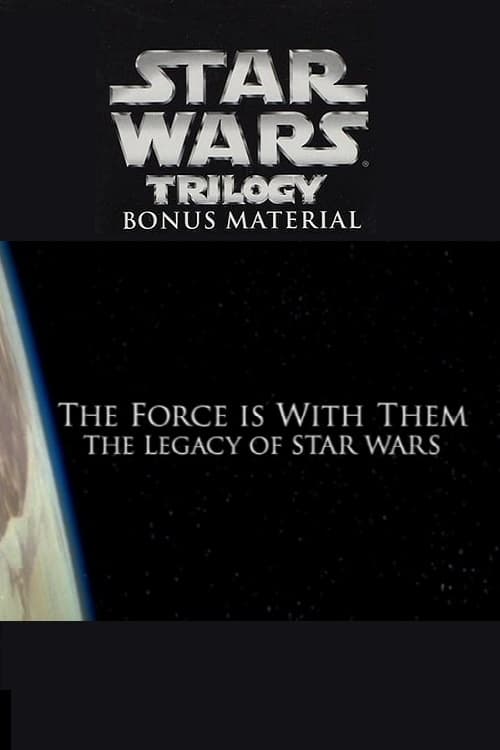 STAR
WARS®
TRILOGY
BONUS MATERIAL
THE FORCE IS WITH THEM
THE LEGACY OF STAR WARS